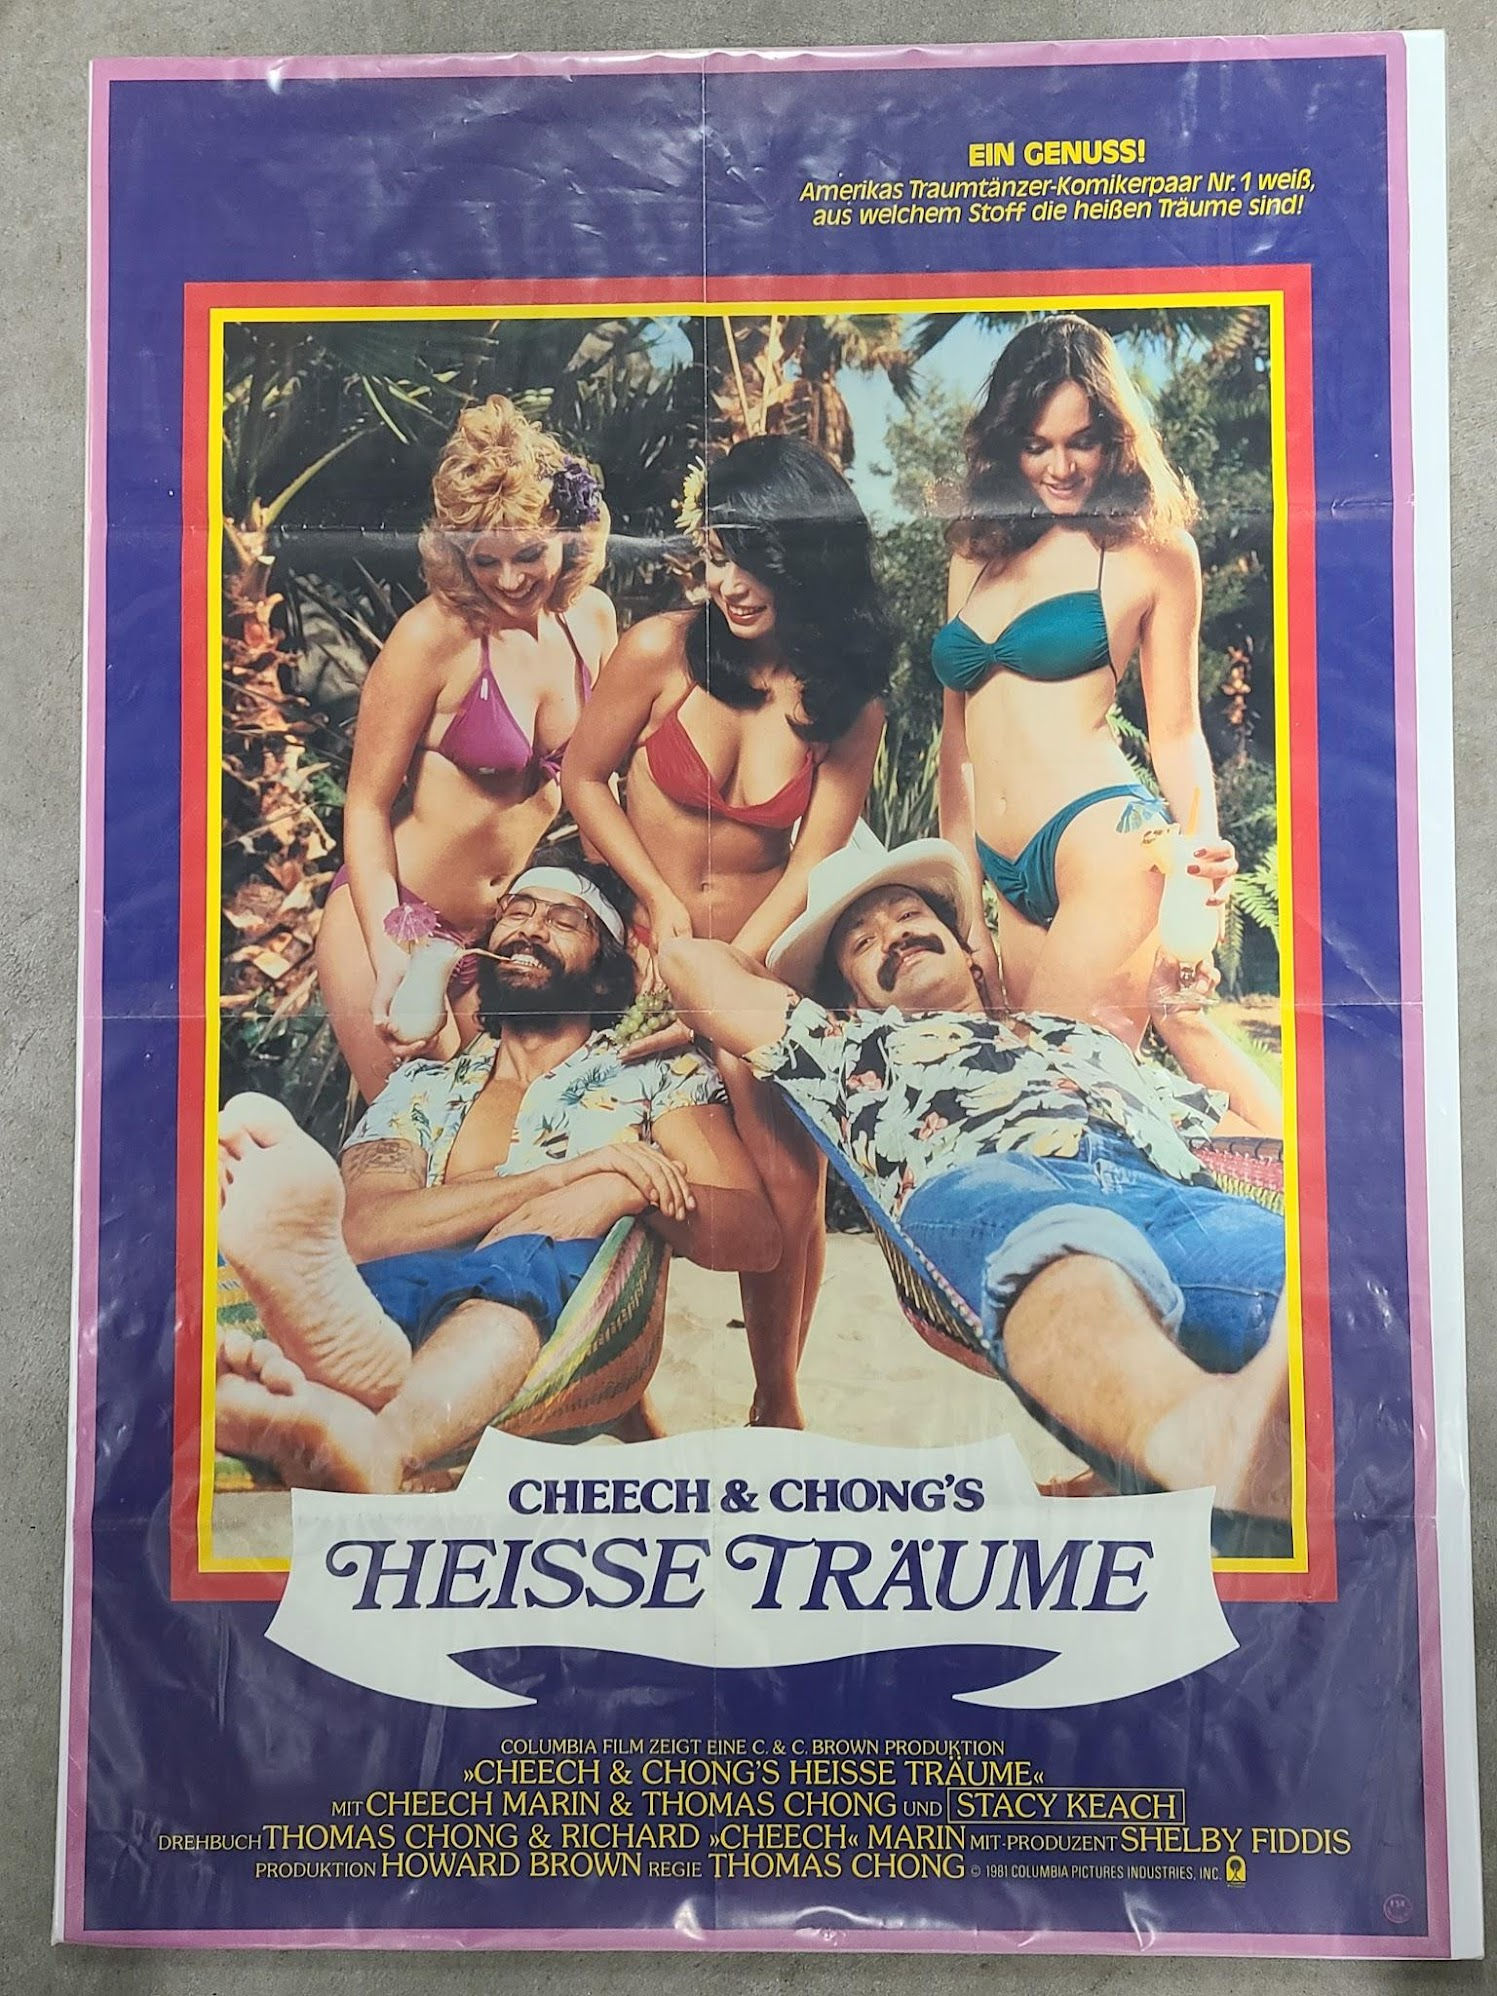 EIN GENUSS!
Amerikas Traumtänzer-Komikerpaar Nr. 1 weiß,
aus welchem Stoff die heißen Träume sind!
CHEECH & CHONG'S
HEISSE TRÄUME
COLUMBIA FILM ZEIGT EINE C. & C. BROWN PRODUKTION
»CHEECH & CHONG'S HEISSE TRÄUME«
MIT CHEECH MARIN & THOMAS CHONG UND STACY KEACH
DREHBUCH THOMAS CHONG & RICHARD »CHEECH« MARIN MIT-PRODUZENT SHELBY FIDDIS
PRODUKTION HOWARD BROWN REGIE THOMAS CHONG © 1981 COLUMBIA PICTURES INDUSTRIES, INC.
FSK